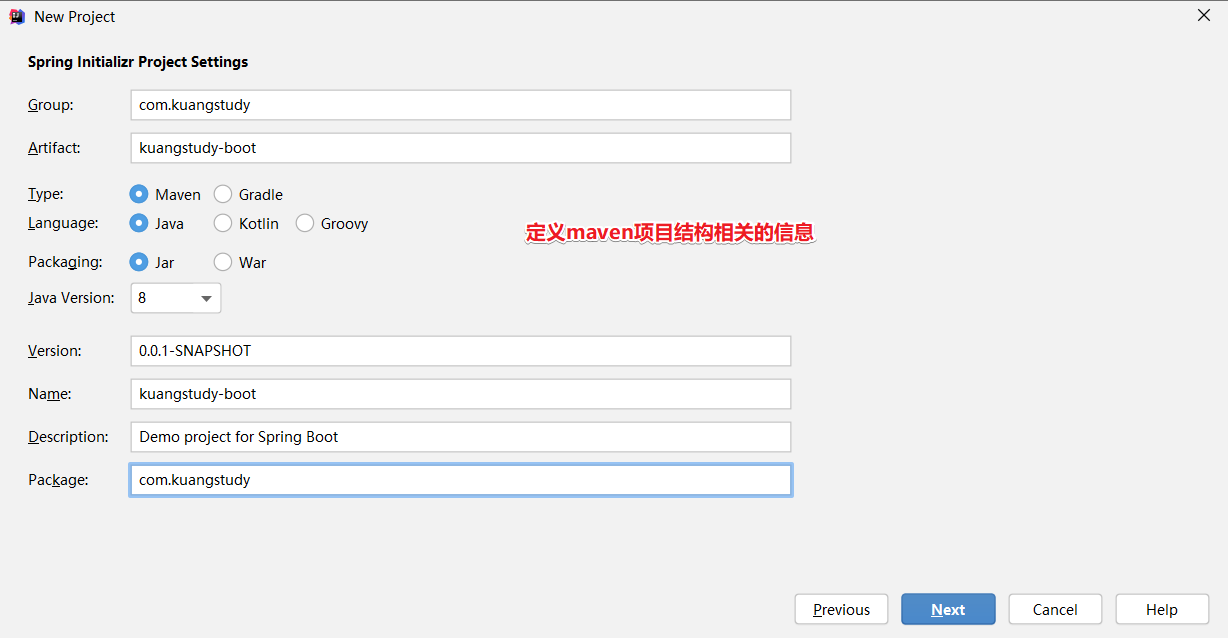 New Project
Spring Initializr Project Settings
Group: com.kuangstudy
Artifact: kuangstudy-boot
Type: Maven Gradle
Language: Java Kotlin Groovy
定义maven项目结构相关的信息
Packaging: Jar War
Java Version: 8
Version: 0.0.1-SNAPSHOT
Name: kuangstudy-boot
Description: Demo project for Spring Boot
Package: com.kuangstudy
Previous Next Cancel Help